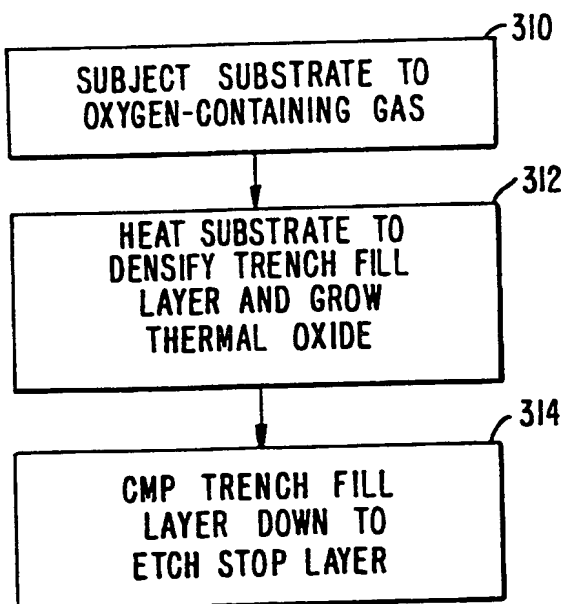 310
SUBJECT SUBSTRATE TO
OXYGEN-CONTAINING GAS
312
HEAT SUBSTRATE TO
DENSIFY TRENCH FILL
LAYER AND GROW
THERMAL OXIDE
314
CMP TRENCH FILL
LAYER DOWN TO
ETCH STOP LAYER